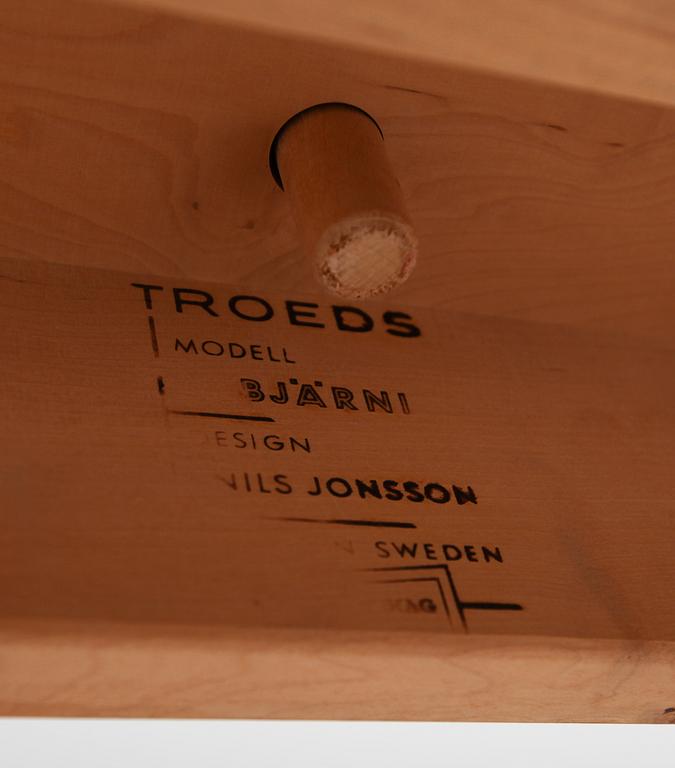 TROEDS
MODELL
BJÄRNI
ESIGN
NILS JONSSON
N SWEDEN